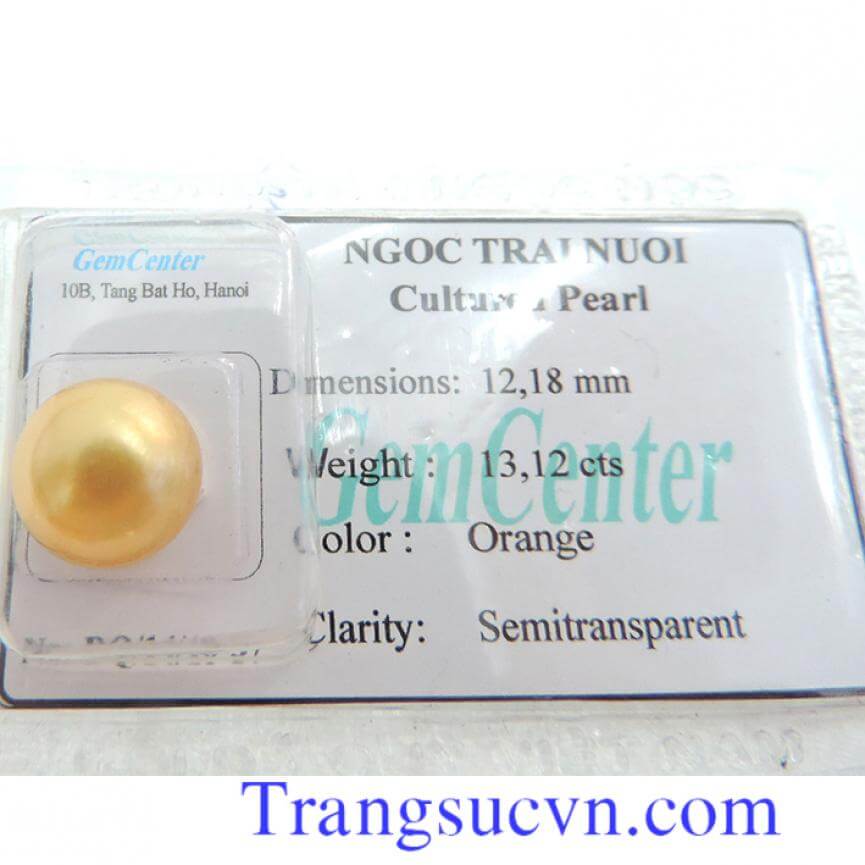 GemCenter
10B, Tang Bat Ho, Hanoi
NGOC TRAI NUOI
Cultured Pearl
Dimensions: 12,18 mm
Weight : 13,12 cts
Color : Orange
Clarity: Semitransparent
GemCenter
Trangsucvn.com